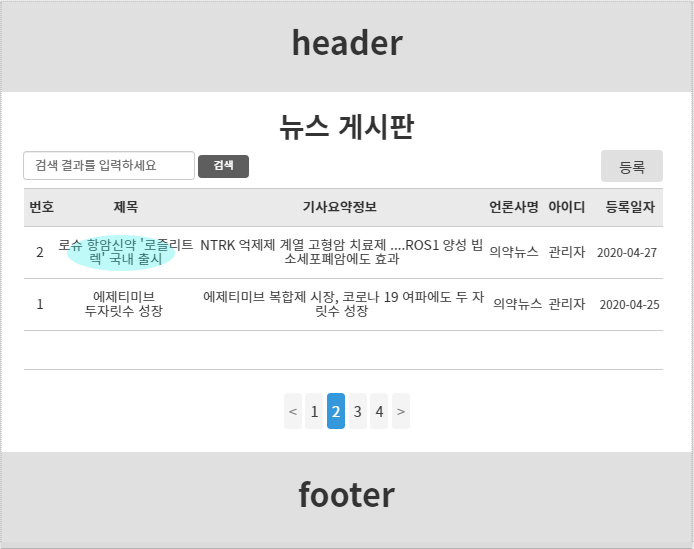 header
뉴스 게시판
검색 결과를 입력하세요 검색 등록
번호 제목 기사요약정보 언론사명 아이디 등록일자
2 로슈 항암신약 '로즐리트 NTRK 억제제 계열 고형암 치료제 ....ROS1 양성 빕 의약뉴스 관리자 2020-04-27
렉' 국내 출시 소세포폐암에도 효과
1 에제티미브 에제티미브 복합제 시장, 코로나 19 여파에도 두 자 의약뉴스 관리자 2020-04-25
두자릿수 성장 릿수 성장
< 1 2 3 4 >
footer